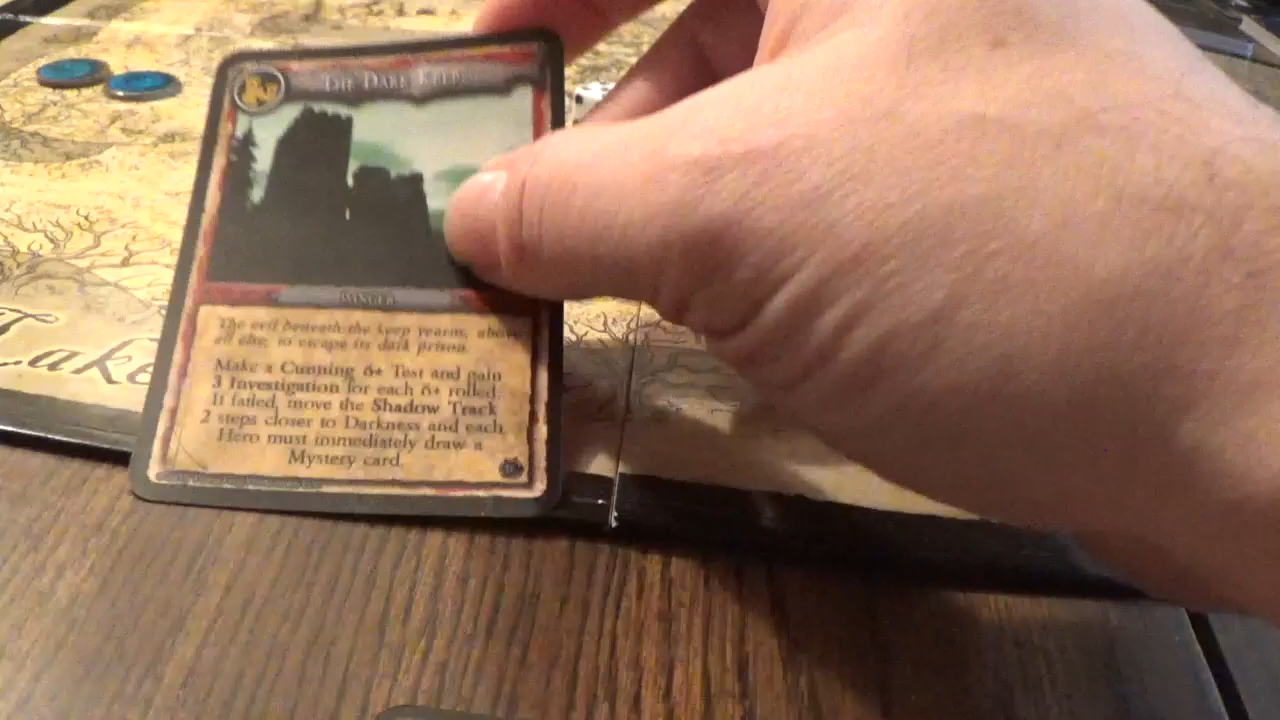 The Dark Keep
Danger
The evil beneath the keep yearns, above
all else, to escape its dark prison.
Make a Cunning 6+ Test and gain
3 Investigation for each 6+ rolled.
If failed, move the Shadow Track
2 steps closer to Darkness and each
Hero must immediately draw a
Mystery card.
Lake